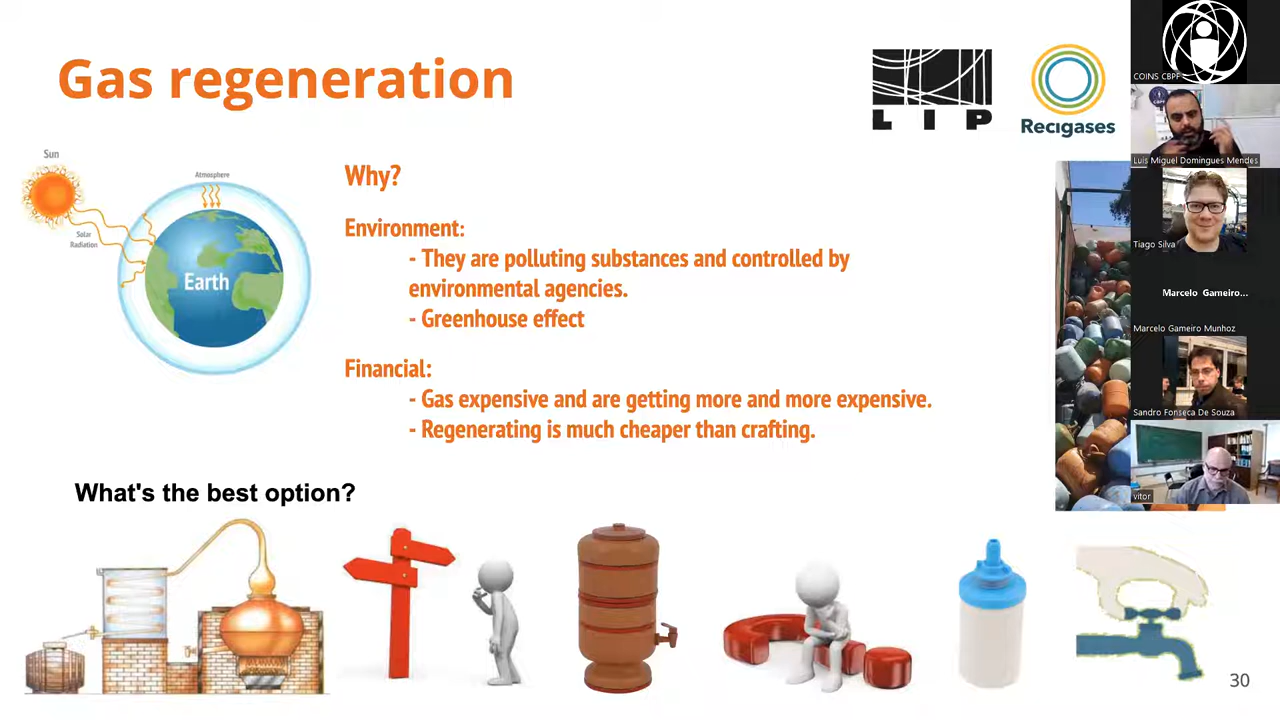 Gas regeneration
LIP
Recigases
Sun
Atmosphere
Solar
Radiation
Earth
Why?
Environment:
- They are polluting substances and controlled by
environmental agencies.
- Greenhouse effect
Financial:
- Gas expensive and are getting more and more expensive.
- Regenerating is much cheaper than crafting.
What's the best option?
30
COINS CBPF
CBPF
Luis Miguel Domingues Mendes
Tiago Silva
Marcelo Gameiro...
Marcelo Gameiro Munhoz
Sandro Fonseca De Souza
vitor